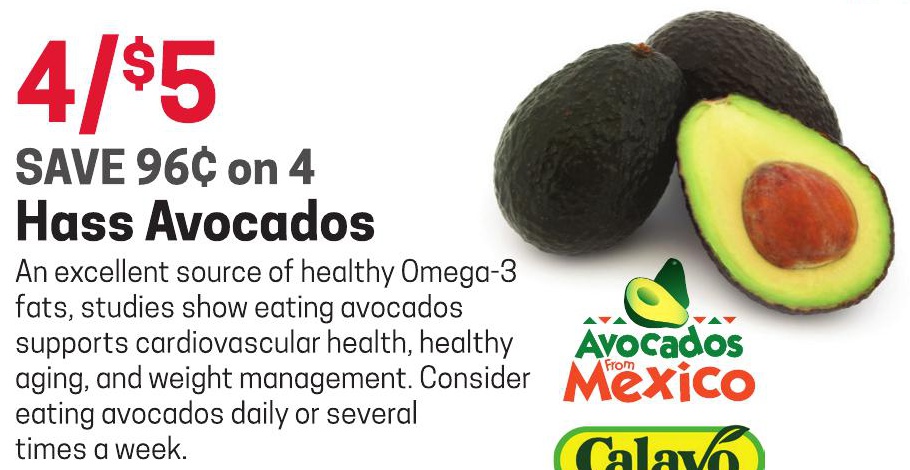 4/$5
SAVE 96¢ on 4
Hass Avocados
An excellent source of healthy Omega-3
fats, studies show eating avocados
supports cardiovascular health, healthy
aging, and weight management. Consider
eating avocados daily or several
times a week.
Avocados
From
Mexico
Calavo